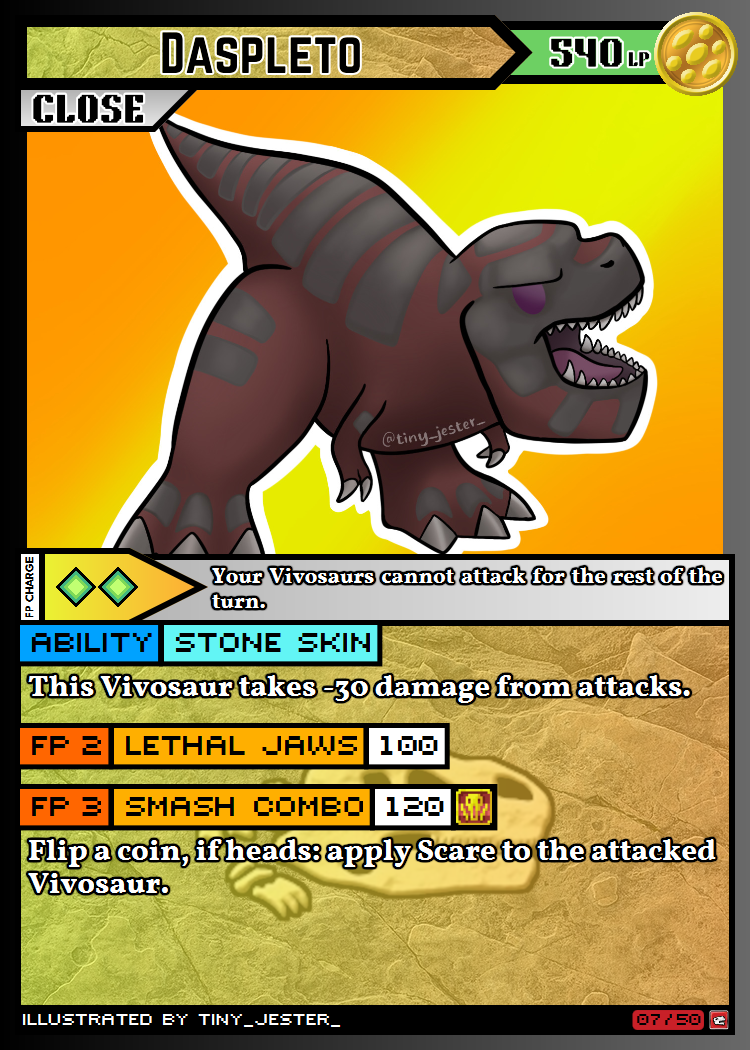 Daspleto
540 LP
CLOSE
@tiny_jester_
FP CHARGE
Your Vivosaurs cannot attack for the rest of the
turn.
ABILITY STONE SKIN
This Vivosaur takes -30 damage from attacks.
FP 2 LETHAL JAWS 100
FP 3 SMASH COMBO 120
Flip a coin, if heads: apply Scare to the attacked
Vivosaur.
ILLUSTRATED BY TINY_JESTER_
07/50